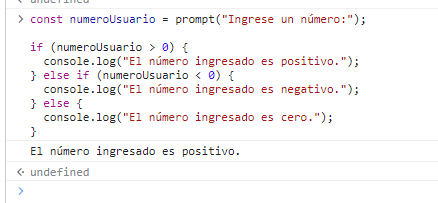 undefined
const numeroUsuario = prompt("Ingrese un número:");
if (numeroUsuario > 0) {
console.log("El número ingresado es positivo.");
} else if (numeroUsuario < 0) {
console.log("El número ingresado es negativo.");
} else {
console.log("El número ingresado es cero.");
}
El número ingresado es positivo.
undefined